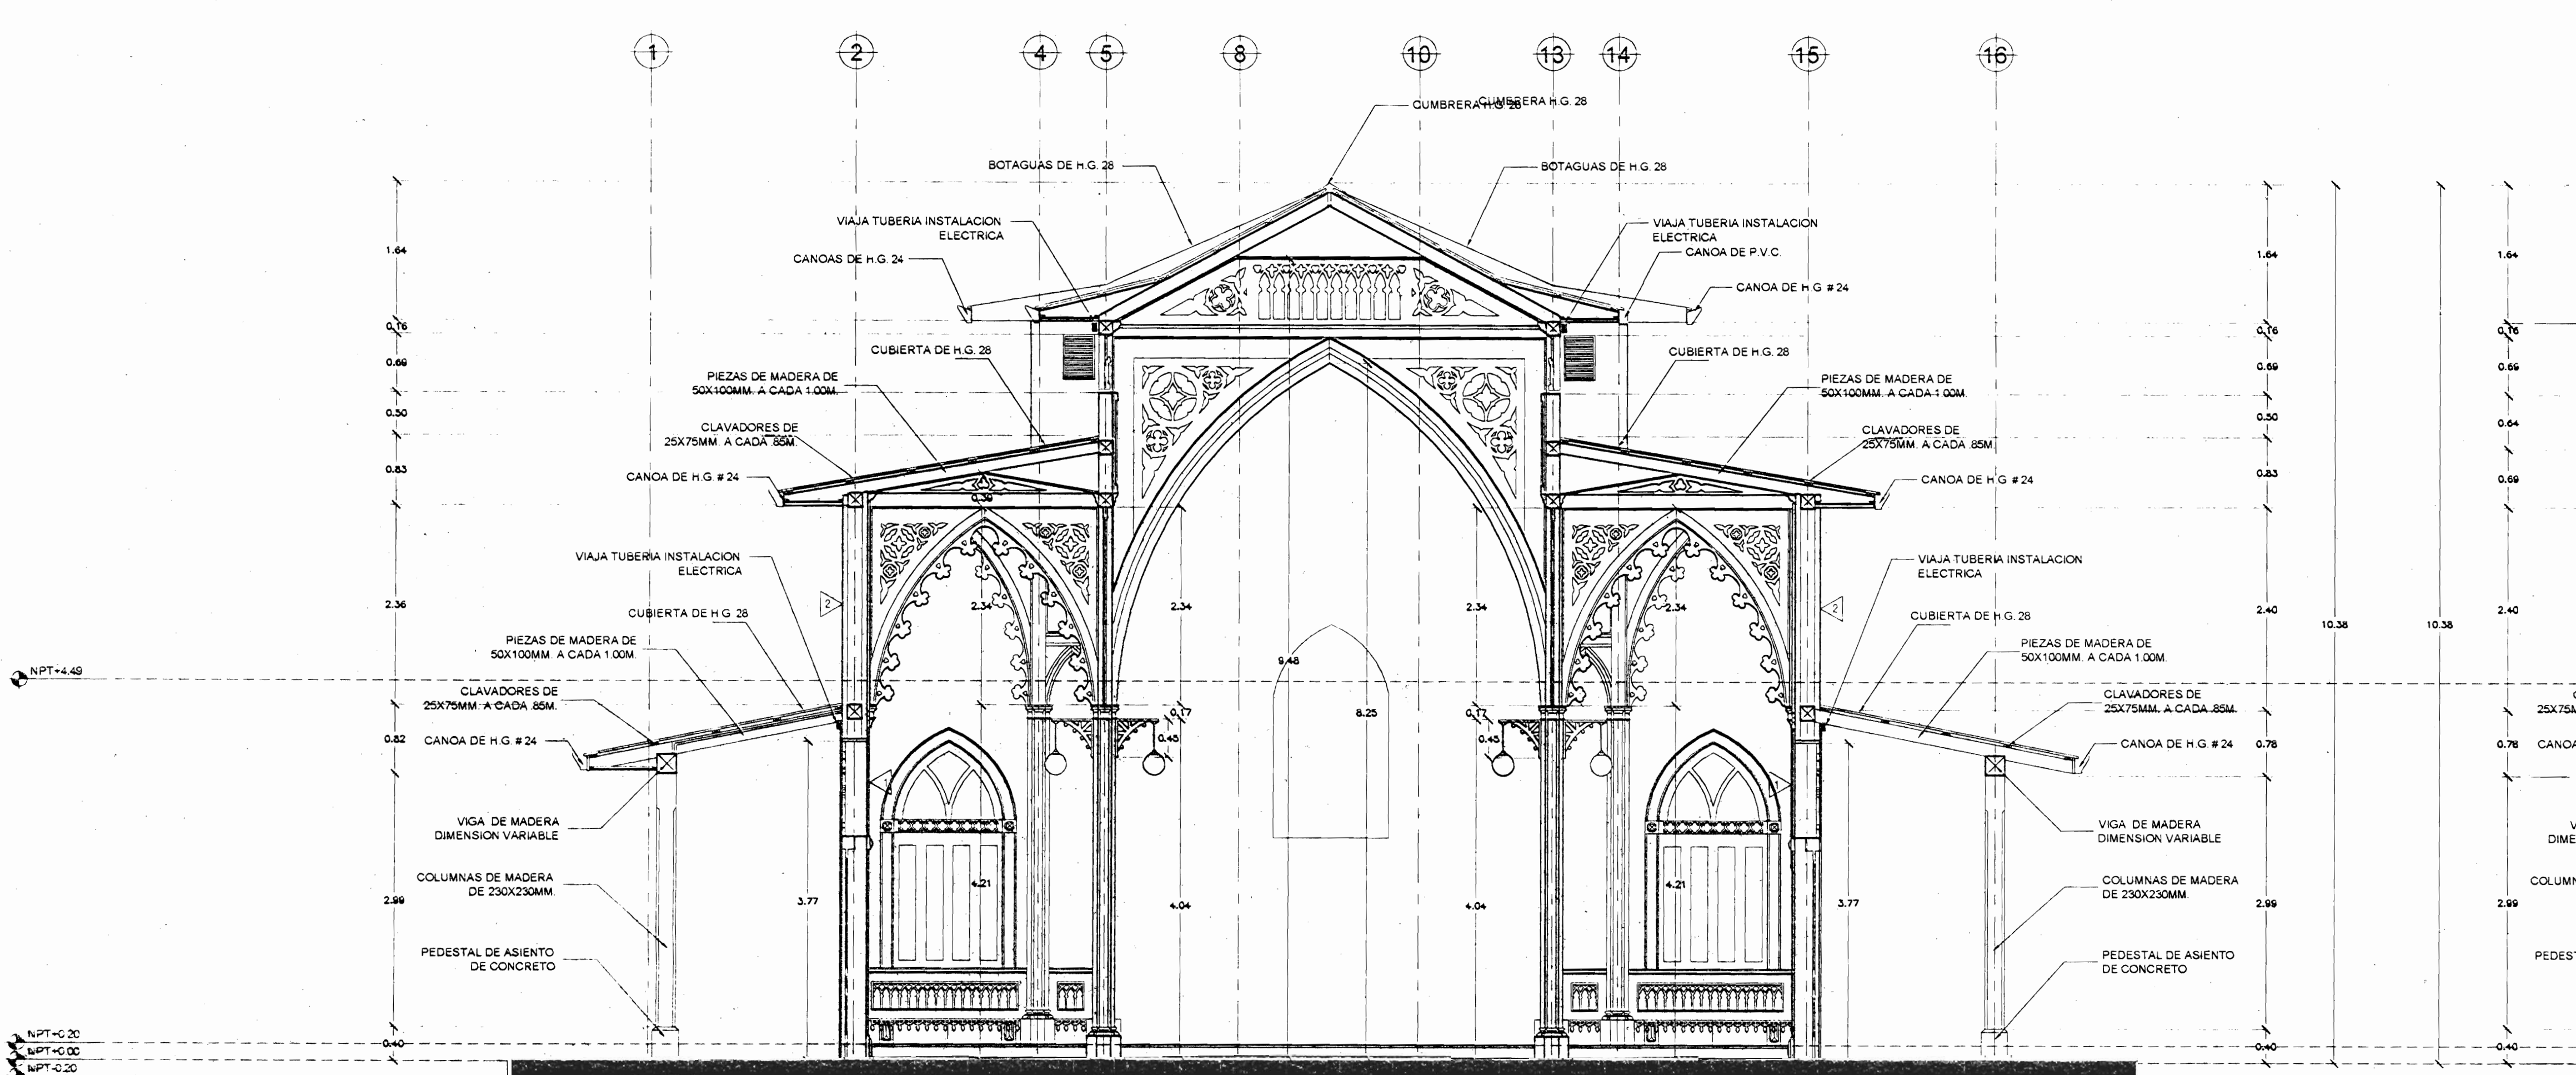 1 2 4 5 8 10 13 14 15 16
CUMBRERA H.G. 28
CUMBRERA H.G. 28
BOTAGUAS DE H.G. 28
BOTAGUAS DE H.G. 28
VIAJA TUBERIA INSTALACION
ELECTRICA
VIAJA TUBERIA INSTALACION
ELECTRICA
CANOAS DE H.G. 24
CANOA DE P.V.C.
CANOA DE H.G # 24
1.64
1.64
1.64
0.16
0.16
0.16
CUBIERTA DE H.G. 28
CUBIERTA DE H.G. 28
0.69
0.69
0.69
PIEZAS DE MADERA DE
50X100MM. A CADA 1.00M.
PIEZAS DE MADERA DE
50X100MM. A CADA 1.00M.
0.50
0.50
0.64
CLAVADORES DE
25X75MM. A CADA .85M.
CLAVADORES DE
25X75MM. A CADA .85M.
0.83
0.83
0.69
CANOA DE H.G. # 24
CANOA DE H.G # 24
0.39
VIAJA TUBERIA INSTALACION
ELECTRICA
VIAJA TUBERIA INSTALACION
ELECTRICA
2.36
2
2.34
2.34
2.34
2.34
2
2.40
2.40
10.38
10.38
CUBIERTA DE H.G 28
CUBIERTA DE H.G. 28
PIEZAS DE MADERA DE
50X100MM. A CADA 1.00M.
PIEZAS DE MADERA DE
50X100MM. A CADA 1.00M.
9.48
8.25
NPT+4.49
CLAVADORES DE
25X75MM. A CADA .85M.
CLAVADORES DE
25X75MM. A CADA .85M.
C
25X75M
0.17
0.17
0.45
0.45
0.82
0.78
0.78
CANOA DE H.G. # 24
CANOA DE H.G. # 24
CANOA
1
1
VIGA DE MADERA
DIMENSION VARIABLE
VIGA DE MADERA
DIMENSION VARIABLE
V
DIME
COLUMNAS DE MADERA
DE 230X230MM.
COLUMNAS DE MADERA
DE 230X230MM.
COLUMN
4.21
4.21
2.99
3.77
4.04
4.04
3.77
2.99
2.99
PEDESTAL DE ASIENTO
DE CONCRETO
PEDESTAL DE ASIENTO
DE CONCRETO
PEDEST
NPT+0.20
0.40
0.40
0.40
NPT+0.00
NPT-0.20